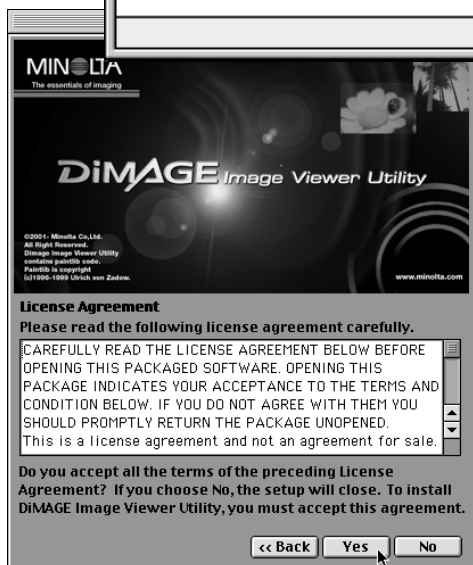 MINOLTA
The essentials of imaging
DiMAGE Image Viewer Utility
©2001- Minolta Co,Ltd.
All Right Reserved.
Dimage Image Viewer Utility
contains paintlib code.
Paintlib is copyright
(c)1996-1999 Ulrich von Zadow.
www.minolta.com
License Agreement
Please read the following license agreement carefully.
CAREFULLY READ THE LICENSE AGREEMENT BELOW BEFORE
OPENING THIS PACKAGED SOFTWARE. OPENING THIS
PACKAGE INDICATES YOUR ACCEPTANCE TO THE TERMS AND
CONDITION BELOW. IF YOU DO NOT AGREE WITH THEM YOU
SHOULD PROMPTLY RETURN THE PACKAGE UNOPENED.
This is a license agreement and not an agreement for sale.
Do you accept all the terms of the preceding License
Agreement? If you choose No, the setup will close. To install
DiMAGE Image Viewer Utility, you must accept this agreement.
<< Back Yes No